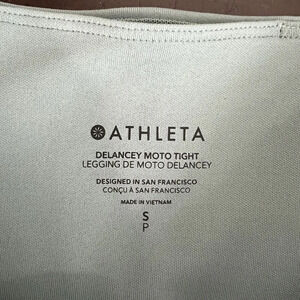 ATHLETA
DELANCEY MOTO TIGHT
LEGGING DE MOTO DELANCEY
DESIGNED IN SAN FRANCISCO
CONÇU À SAN FRANCISCO
MADE IN VIETNAM
S
P